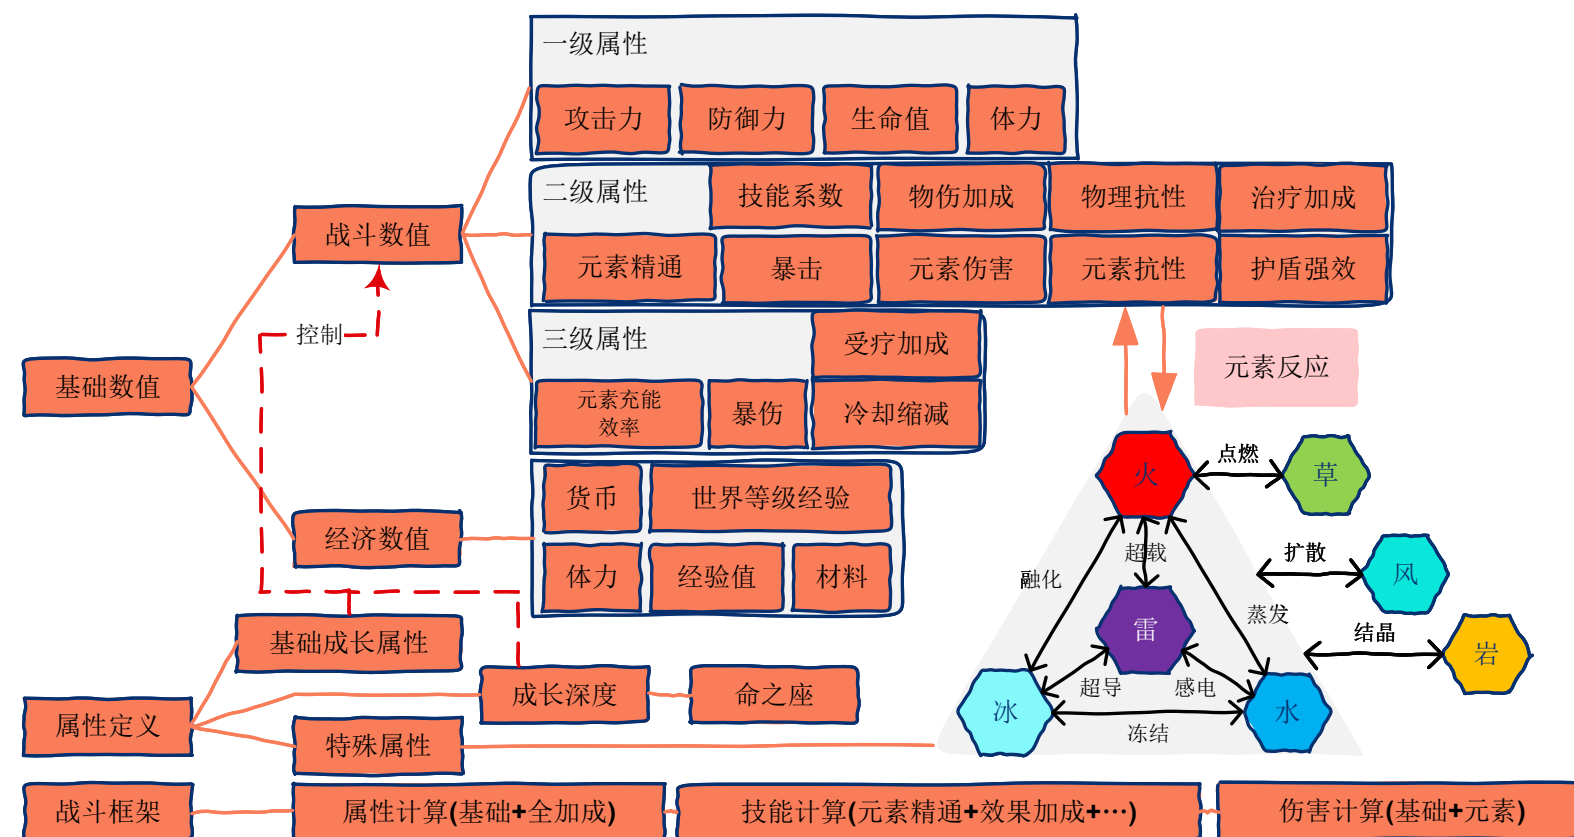 一级属性
攻击力
防御力
生命值
体力
二级属性
技能系数
物伤加成
物理抗性
治疗加成
元素精通
暴击
元素伤害
元素抗性
护盾强效
战斗数值
控制
三级属性
受疗加成
元素充能
效率
暴伤
冷却缩减
元素反应
基础数值
货币
世界等级经验
体力
经验值
材料
经济数值
火
点燃
草
超载
融化
扩散
风
蒸发
雷
结晶
岩
超导
感电
冰
水
冻结
基础成长属性
属性定义
成长深度
命之座
特殊属性
战斗框架
属性计算(基础+全加成)
技能计算(元素精通+效果加成+…)
伤害计算(基础+元素)